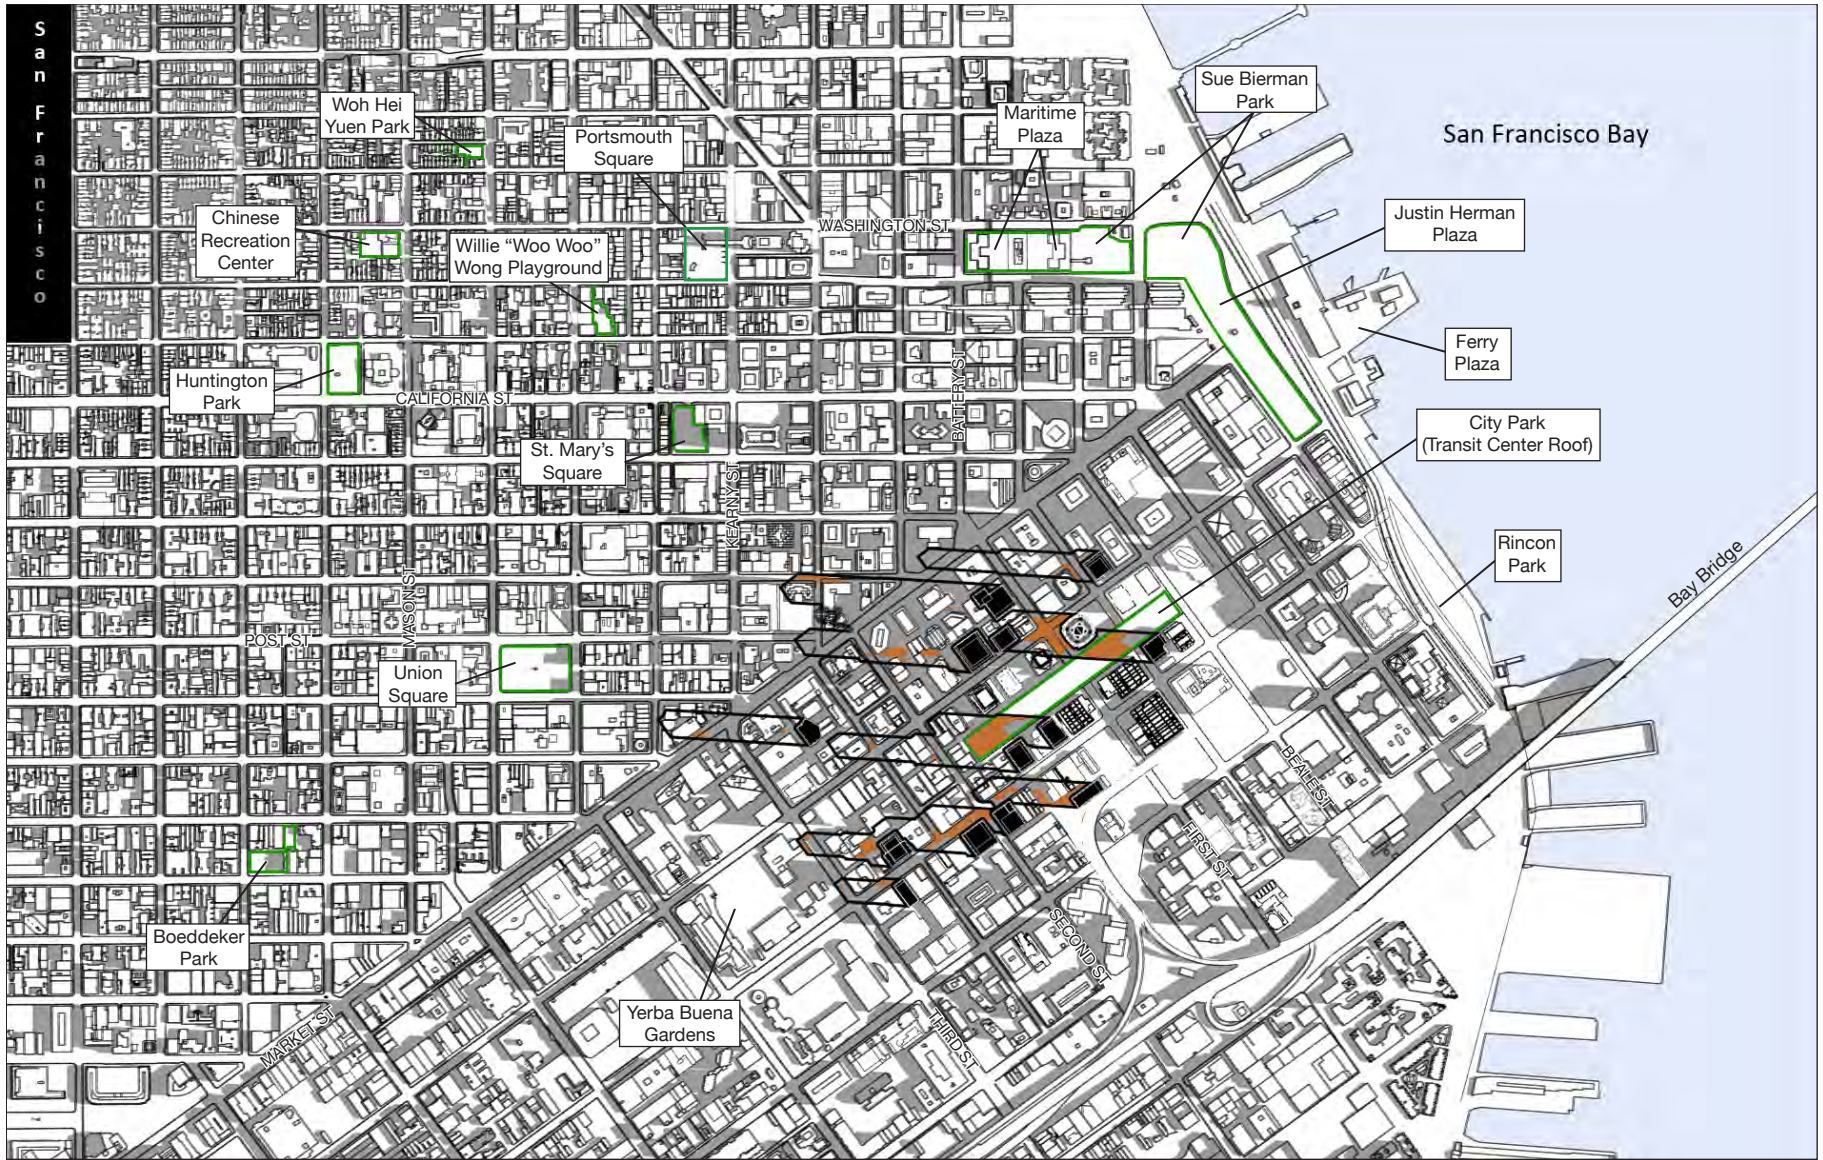 San Francisco
Sue Bierman
Park
Woh Hei
Yuen Park
Maritime
Plaza
Portsmouth
Square
San Francisco Bay
Chinese
Recreation
Center
Justin Herman
Plaza
WASHINGTON ST
Willie “Woo Woo”
Wong Playground
Ferry
Plaza
Huntington
Park
CALIFORNIA ST
BATTERY ST
City Park
(Transit Center Roof)
St. Mary’s
Square
KEARNY ST
Rincon
Park
Bay Bridge
MASON ST
POST ST
Union
Square
BEALE ST
FIRST ST
Boeddeker
Park
SECOND ST
Yerba Buena
Gardens
MARKET ST
THIRD ST